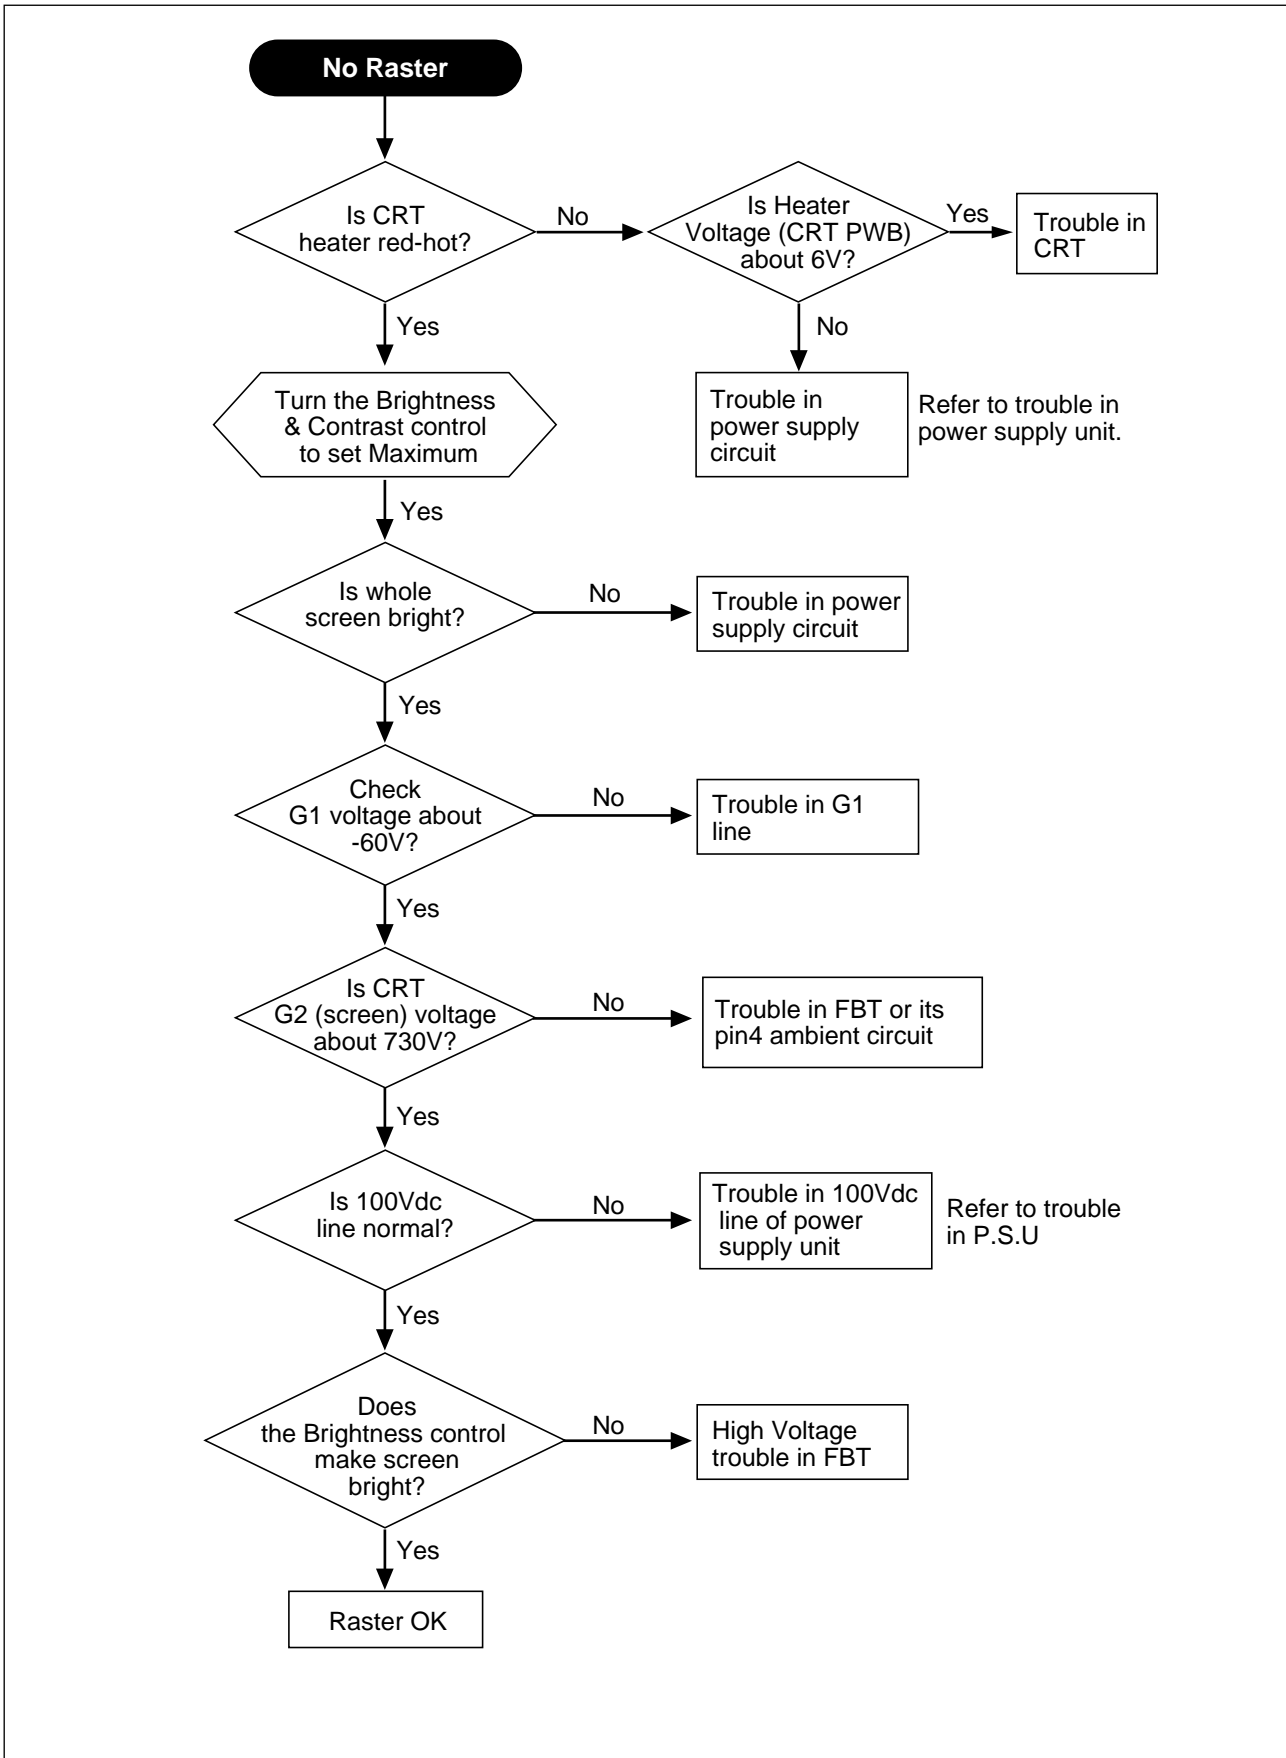 No Raster
Is CRT
heater red-hot?
No
Is Heater
Voltage (CRT PWB)
about 6V?
Yes
Trouble in
CRT
Yes
No
Turn the Brightness
& Contrast control
to set Maximum
Trouble in
power supply
circuit
Refer to trouble in
power supply unit.
Yes
Is whole
screen bright?
No
Trouble in power
supply circuit
Yes
Check
G1 voltage about
-60V?
No
Trouble in G1
line
Yes
Is CRT
G2 (screen) voltage
about 730V?
No
Trouble in FBT or its
pin4 ambient circuit
Yes
Is 100Vdc
line normal?
No
Trouble in 100Vdc
line of power
supply unit
Refer to trouble
in P.S.U
Yes
Does
the Brightness control
make screen
bright?
No
High Voltage
trouble in FBT
Yes
Raster OK